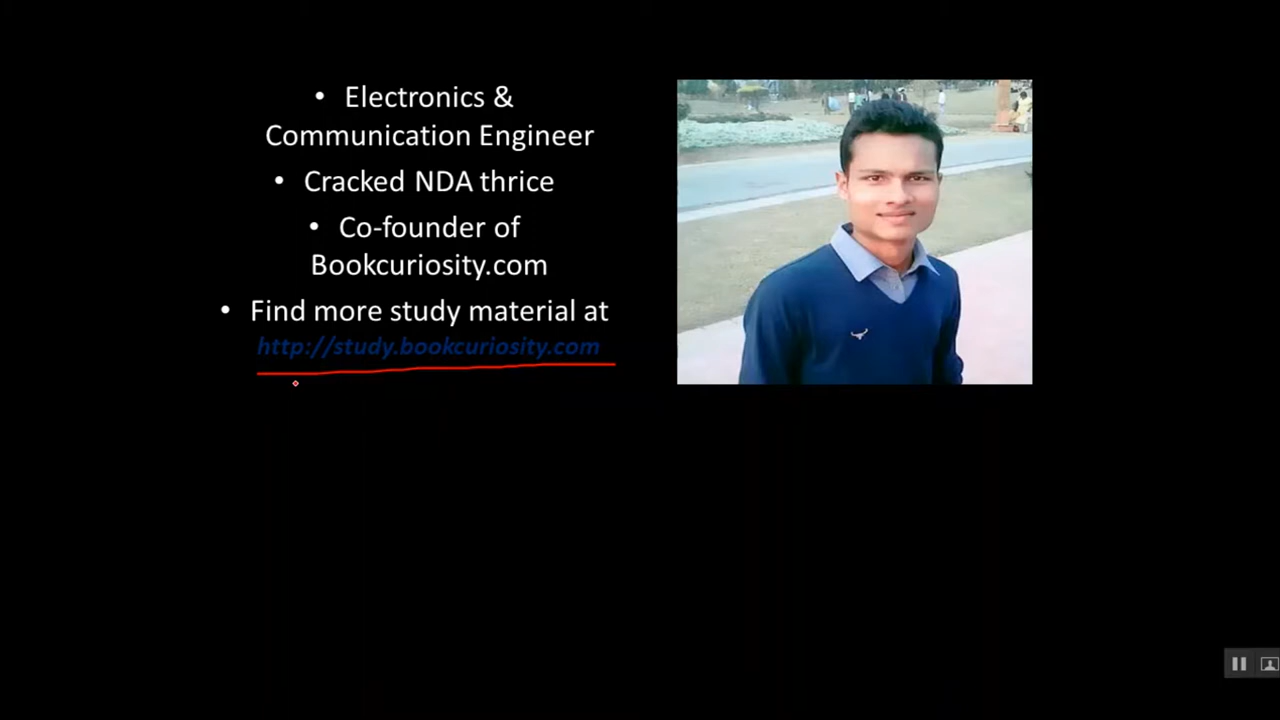 • Electronics &
Communication Engineer
• Cracked NDA thrice
• Co-founder of
Bookcuriosity.com
• Find more study material at
http://study.bookcuriosity.com